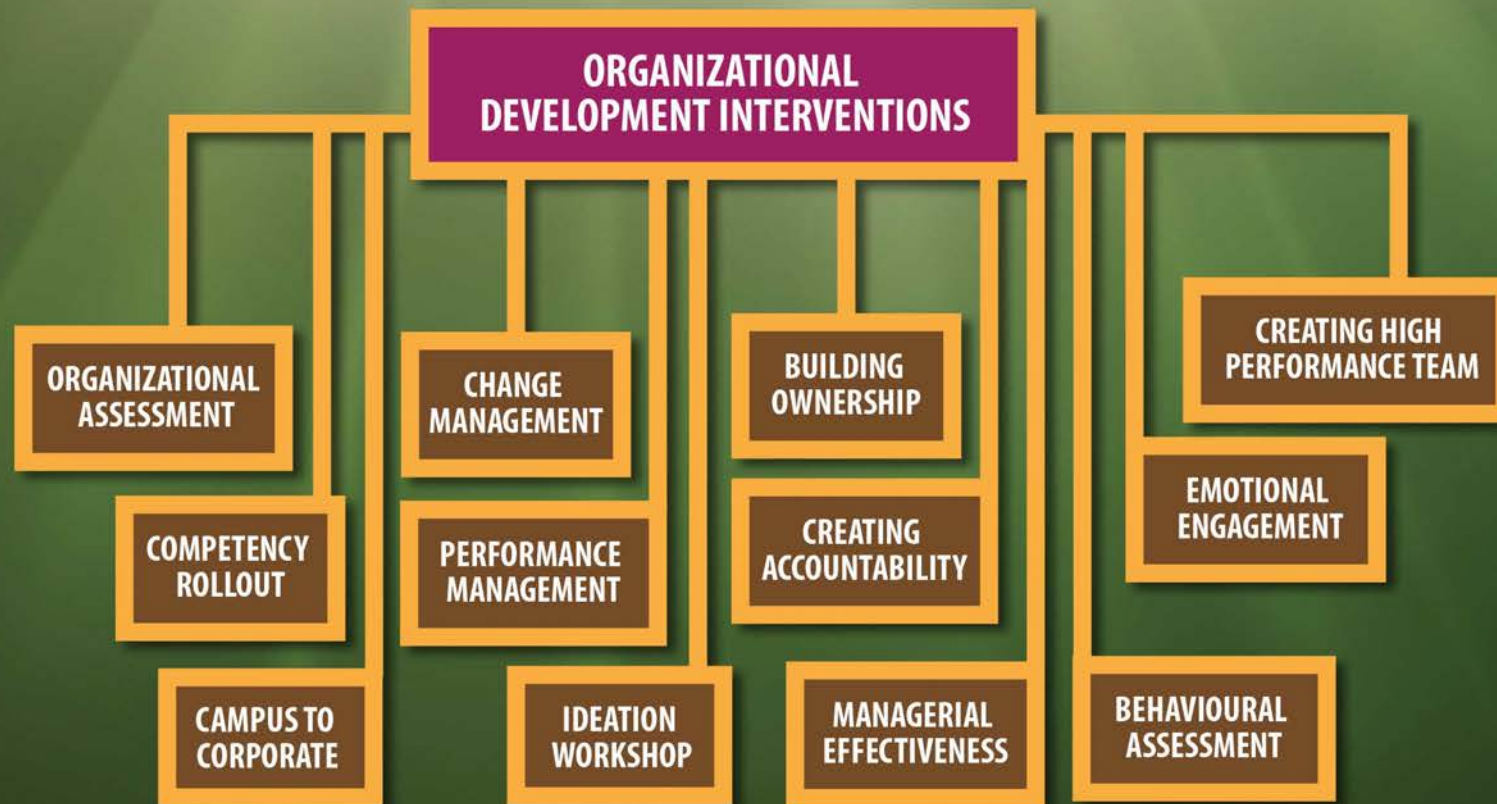 ORGANIZATIONAL
DEVELOPMENT INTERVENTIONS
ORGANIZATIONAL
ASSESSMENT
CHANGE
MANAGEMENT
BUILDING
OWNERSHIP
CREATING HIGH
PERFORMANCE TEAM
COMPETENCY
ROLLOUT
PERFORMANCE
MANAGEMENT
CREATING
ACCOUNTABILITY
EMOTIONAL
ENGAGEMENT
CAMPUS TO
CORPORATE
IDEATION
WORKSHOP
MANAGERIAL
EFFECTIVENESS
BEHAVIOURAL
ASSESSMENT